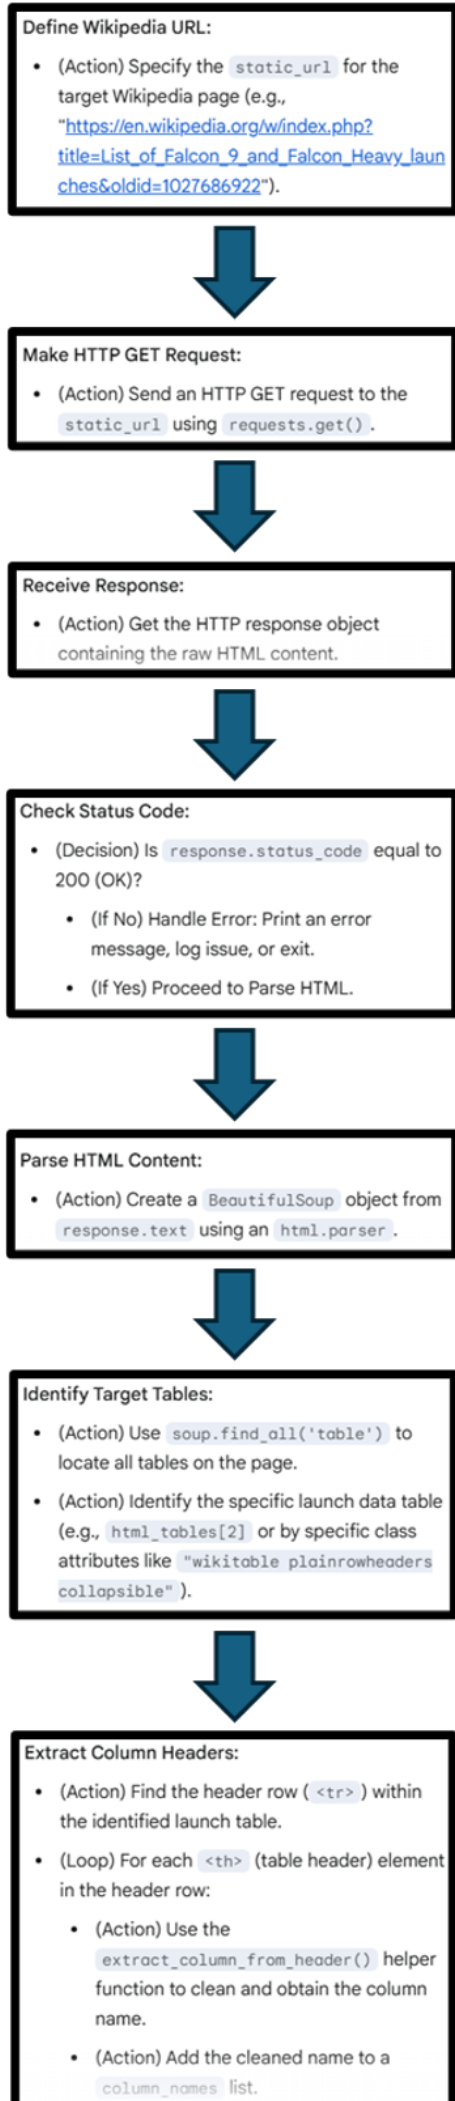 Define Wikipedia URL:
• (Action) Specify the static_url for the
target Wikipedia page (e.g.,
"https://en.wikipedia.org/w/index.php?
title=List_of_Falcon_9_and_Falcon_Heavy_laun
ches&oldid=1027686922").
Make HTTP GET Request:
• (Action) Send an HTTP GET request to the
static_url using requests.get().
Receive Response:
• (Action) Get the HTTP response object
containing the raw HTML content.
Check Status Code:
• (Decision) Is response.status_code equal to
200 (OK)?
• (If No) Handle Error: Print an error
message, log issue, or exit.
• (If Yes) Proceed to Parse HTML.
Parse HTML Content:
• (Action) Create a BeautifulSoup object from
response.text using an html.parser.
Identify Target Tables:
• (Action) Use soup.find_all('table') to
locate all tables on the page.
• (Action) Identify the specific launch data table
(e.g., html_tables[2] or by specific class
attributes like "wikitable plainrowheaders
collapsible").
Extract Column Headers:
• (Action) Find the header row (<tr>) within
the identified launch table.
• (Loop) For each <th> (table header) element
in the header row:
• (Action) Use the
extract_column_from_header() helper
function to clean and obtain the column
name.
• (Action) Add the cleaned name to a
column_names list.